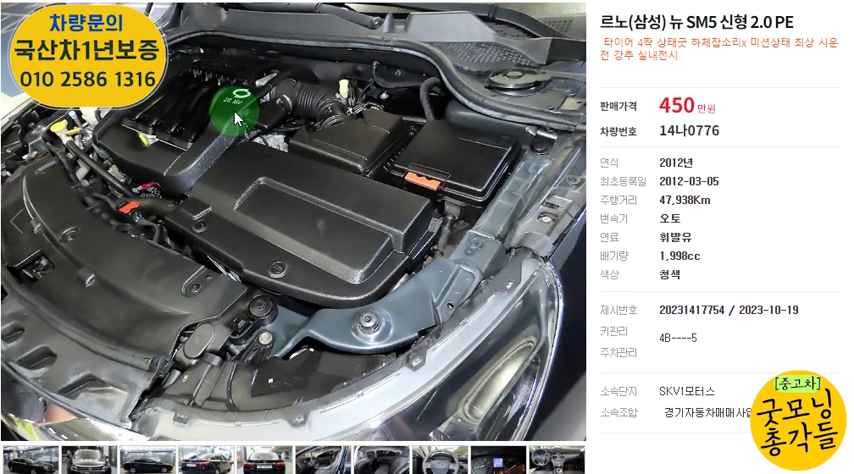 차량문의
국산차1년보증
010 2586 1316
20 MV
르노(삼성) 뉴 SM5 신형 2.0 PE
타이어 4짝 상태굿 하체잡소리x 미션상태 최상 시운
전 강추 실내전시
판매가격 450 만원
차량번호 14나0776
연식 2012년
최초등록일 2012-03-05
주행거리 47,938Km
변속기 오토
연료 휘발유
배기량 1,998cc
색상 청색
제시번호 20231417754 / 2023-10-19
키관리
4B----5
주차관리
소속단지 SKV1모터스
소속조합 경기자동차매매사업
[중고차]
굿모닝
총각들